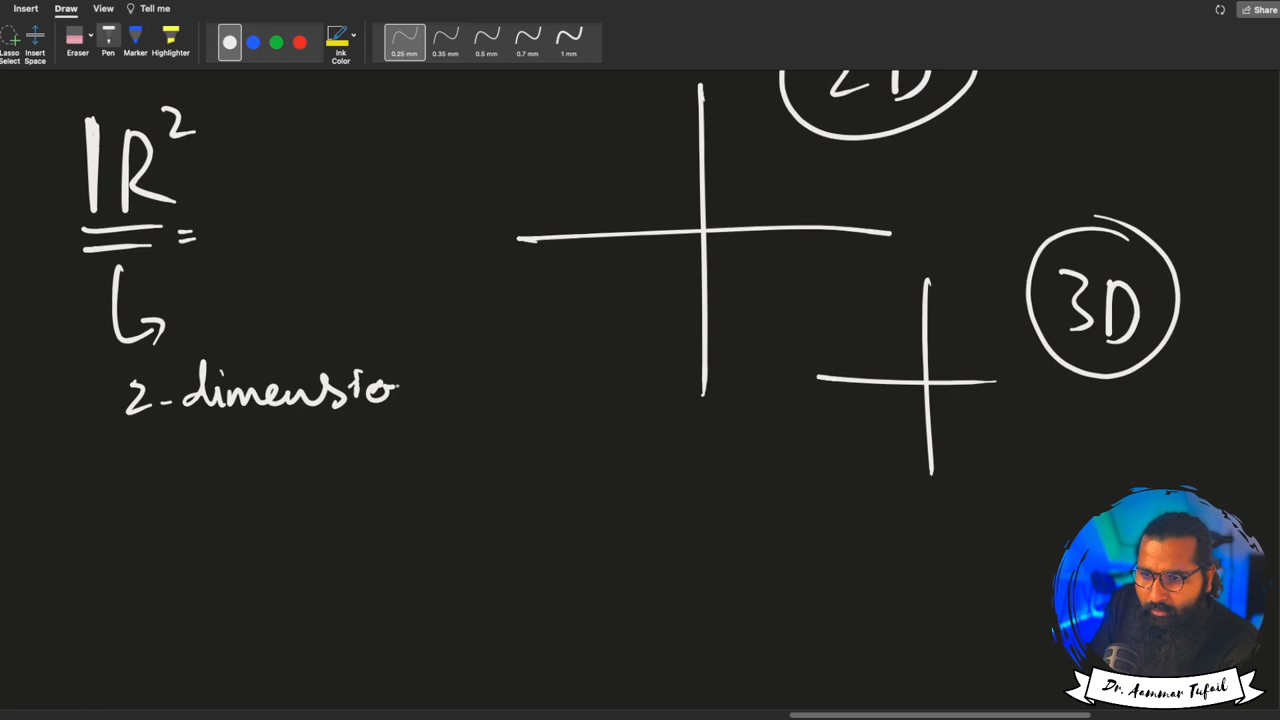 Insert Draw View Tell me
Share
Lasso Select
Insert Space
Eraser
Pen
Marker
Highlighter
Ink Color
0.25 mm
0.35 mm
0.5 mm
0.7 mm
1 mm
2D
ℝ²
=
3D
2-dimensio
Dr. Aammar Tufail